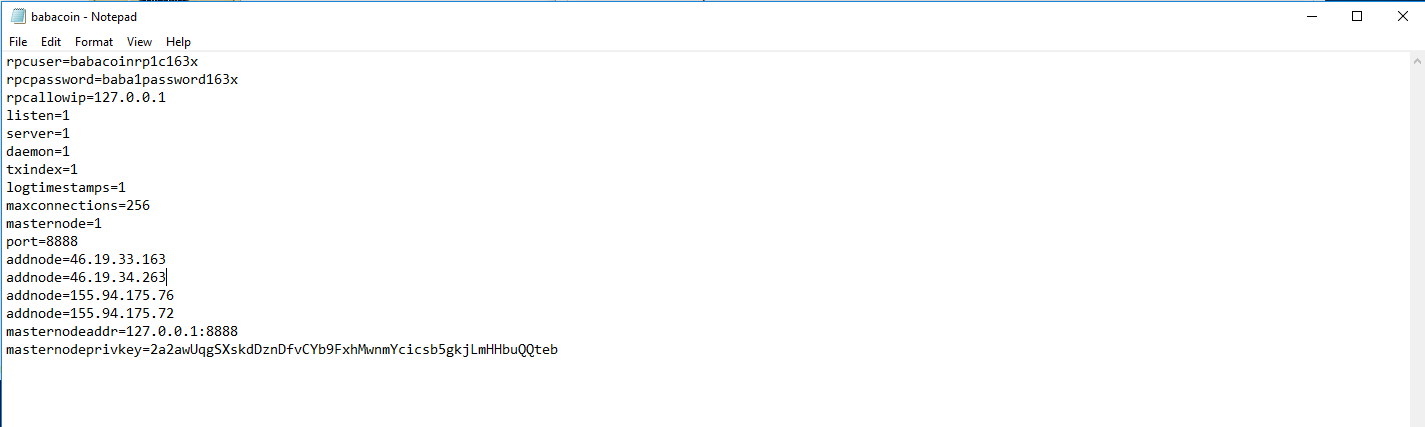 babacoin - Notepad
File Edit Format View Help
rpcuser=babacoinrp1c163x
rpcpassword=baba1password163x
rpcallowip=127.0.0.1
listen=1
server=1
daemon=1
txindex=1
logtimestamps=1
maxconnections=256
masternode=1
port=8888
addnode=46.19.33.163
addnode=46.19.34.263
addnode=155.94.175.76
addnode=155.94.175.72
masternodeaddr=127.0.0.1:8888
masternodeprivkey=2a2awUqgSXskdDznDfvCYb9FxhMwnmYcicsb5gkjLmHHbuQQteb